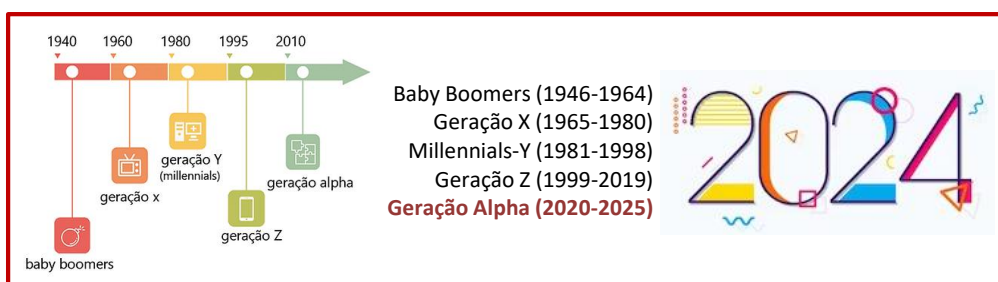 1940 1960 1980 1995 2010
geração Y
(millennials)
geração x
geração alpha
geração Z
baby boomers
Baby Boomers (1946-1964)
Geração X (1965-1980)
Millennials-Y (1981-1998)
Geração Z (1999-2019)
Geração Alpha (2020-2025)
2024